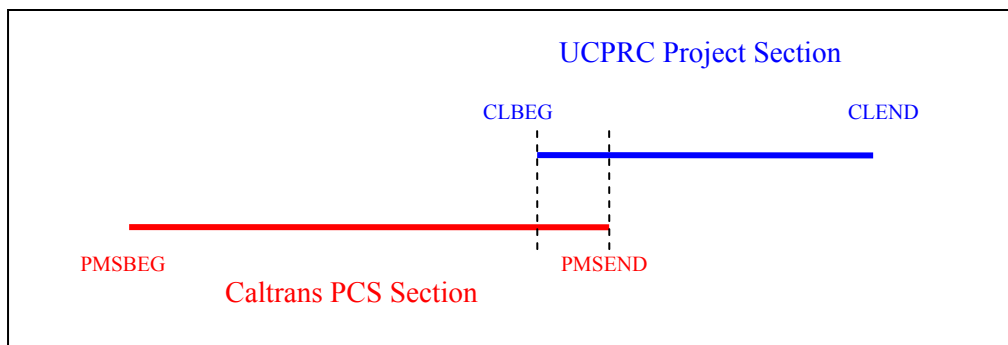 UCPRC Project Section
CLBEG
CLEND
PMSBEG
PMSEND
Caltrans PCS Section